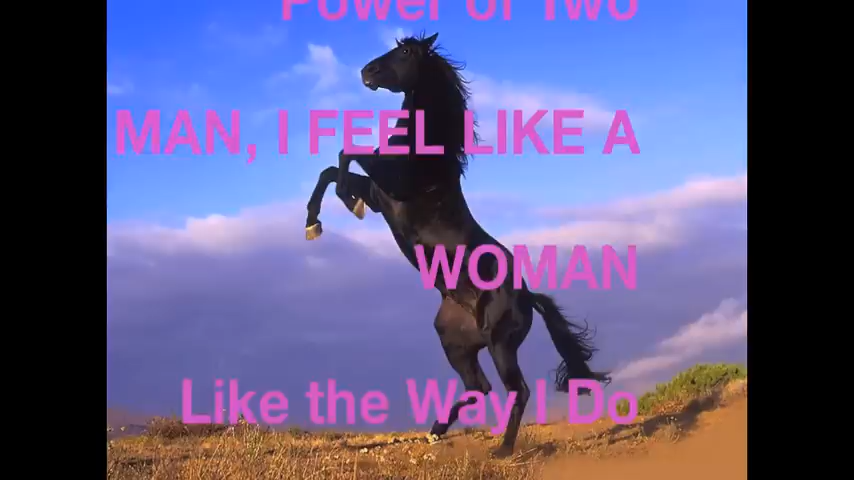 Power of Two
MAN, I FEEL LIKE A
WOMAN
Like the Way I Do